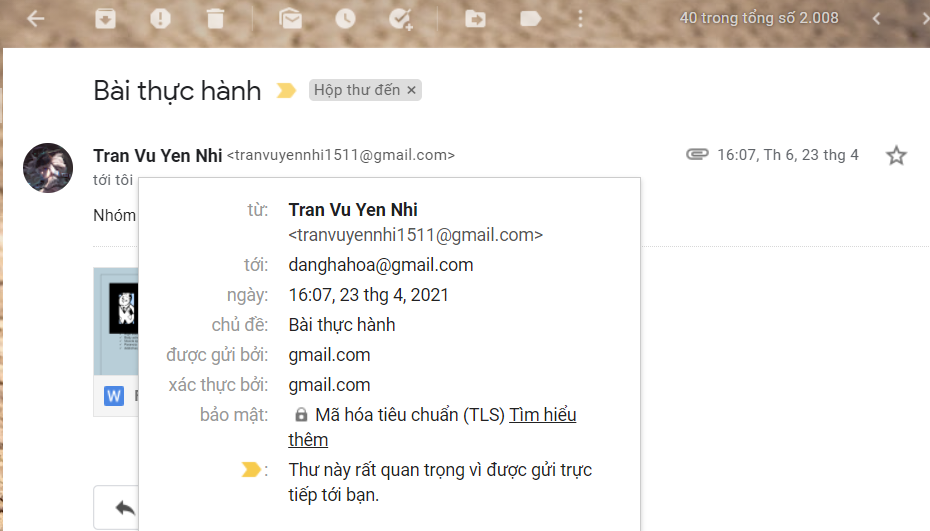 40 trong tổng số 2.008
Bài thực hành Hộp thư đến ×
Tran Vu Yen Nhi <tranvuyennhi1511@gmail.com> 16:07, Th 6, 23 thg 4
tới tôi
Nhóm
từ: Tran Vu Yen Nhi
<tranvuyennhi1511@gmail.com>
tới: danghahoa@gmail.com
ngày: 16:07, 23 thg 4, 2021
chủ đề: Bài thực hành
được gửi bởi: gmail.com
xác thực bởi: gmail.com
bảo mật: Mã hóa tiêu chuẩn (TLS) Tìm hiểu
thêm
: Thư này rất quan trọng vì được gửi trực
tiếp tới bạn.
W